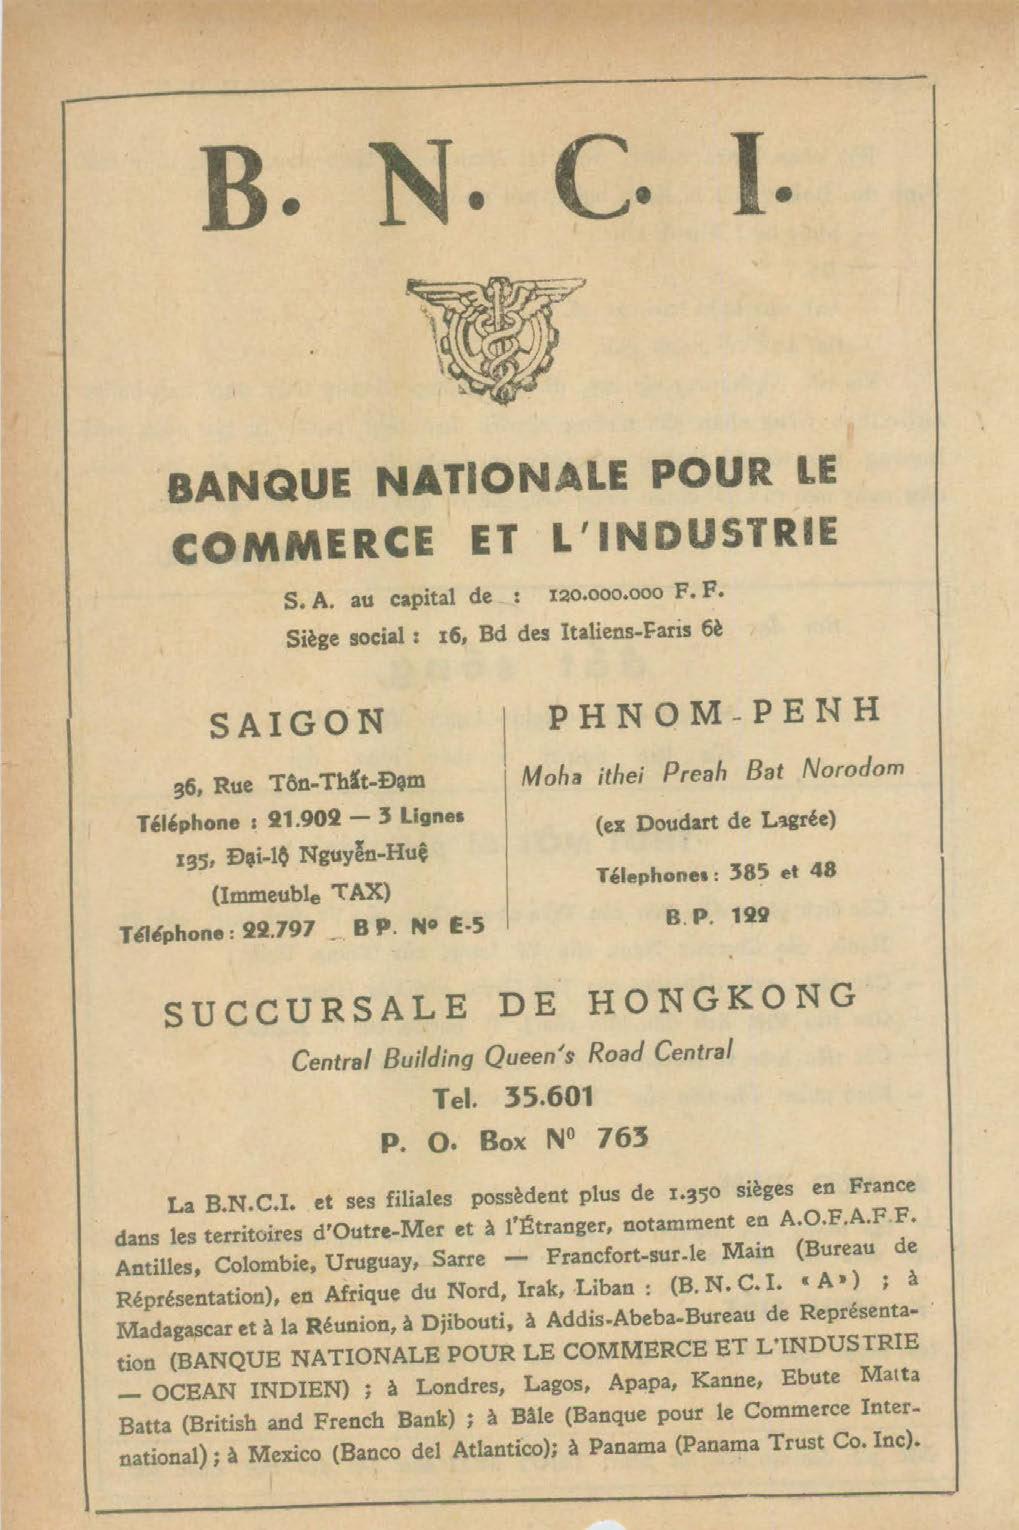 B. N. C. I.
BANQUE NATIONALE POUR LE
COMMERCE ET L'INDUSTRIE
S. A. au capital de : 120.000.000 F. F.
Siège social : 16, Bd des Italiens-Faris 6è
SAIGON
36, Rue Tôn-Thất-Đạm
Téléphone : 21.902 — 3 Lignes
135, Đại-lộ Nguyễn-Huệ
(Immeuble TAX)
Téléphone : 22.797 _ B P. Nº E-5
PHNOM-PENH
Moha ithei Preah Bat Norodom
(ex Doudart de Lagrée)
Télephones : 385 et 48
B. P. 122
SUCCURSALE DE HONGKONG
Central Building Queen's Road Central
Tel. 35.601
P. O. Box Nº 763
La B.N.C.I. et ses filiales possèdent plus de 1.350 sièges en France
dans les territoires d'Outre-Mer et à l'Étranger, notamment en A.O.F.A.F.F.
Antilles, Colombie, Uruguay, Sarre — Francfort-sur-le Main (Bureau de
Réprésentation), en Afrique du Nord, Irak, Liban : (B. N. C. I. « A ») ; à
Madagascar et à la Réunion, à Djibouti, à Addis-Abeba-Bureau de Représenta-
tion (BANQUE NATIONALE POUR LE COMMERCE ET L'INDUSTRIE
— OCEAN INDIEN) ; à Londres, Lagos, Apapa, Kanne, Ebute Matta
Batta (British and French Bank) ; à Bâle (Banque pour le Commerce Inter-
national) ; à Mexico (Banco del Atlantico); à Panama (Panama Trust Co. Inc).